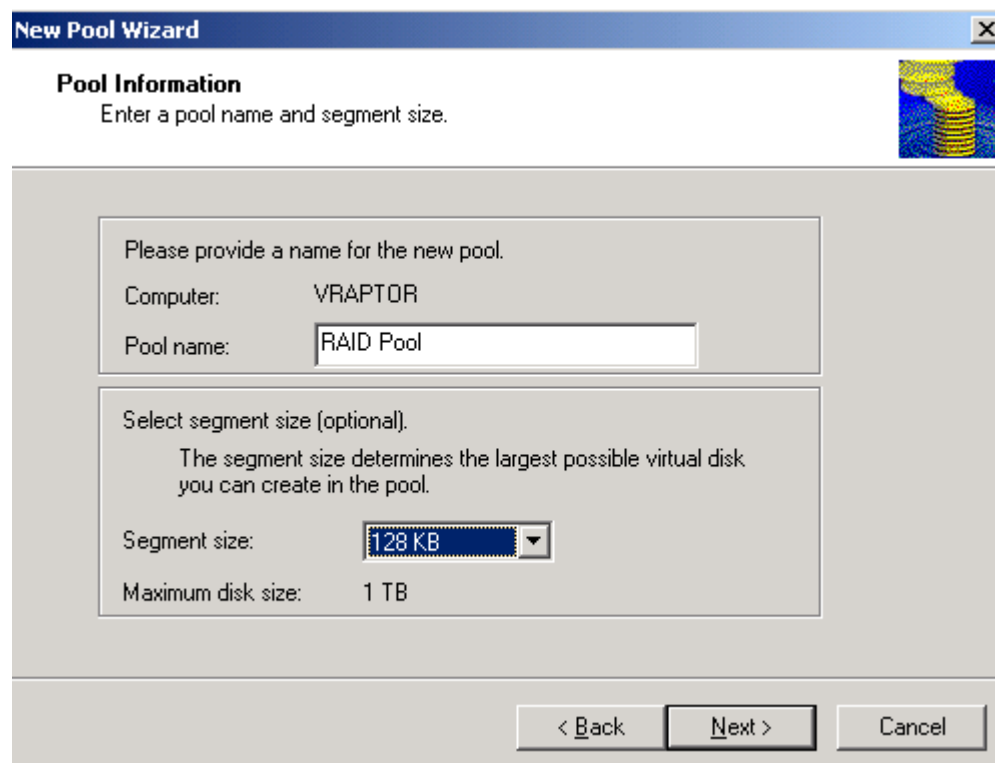 New Pool Wizard
Pool Information
Enter a pool name and segment size.
Please provide a name for the new pool.
Computer: VRAPTOR
Pool name: RAID Pool
Select segment size (optional).
The segment size determines the largest possible virtual disk
you can create in the pool.
Segment size: 128 KB
Maximum disk size: 1 TB
< Back Next > Cancel